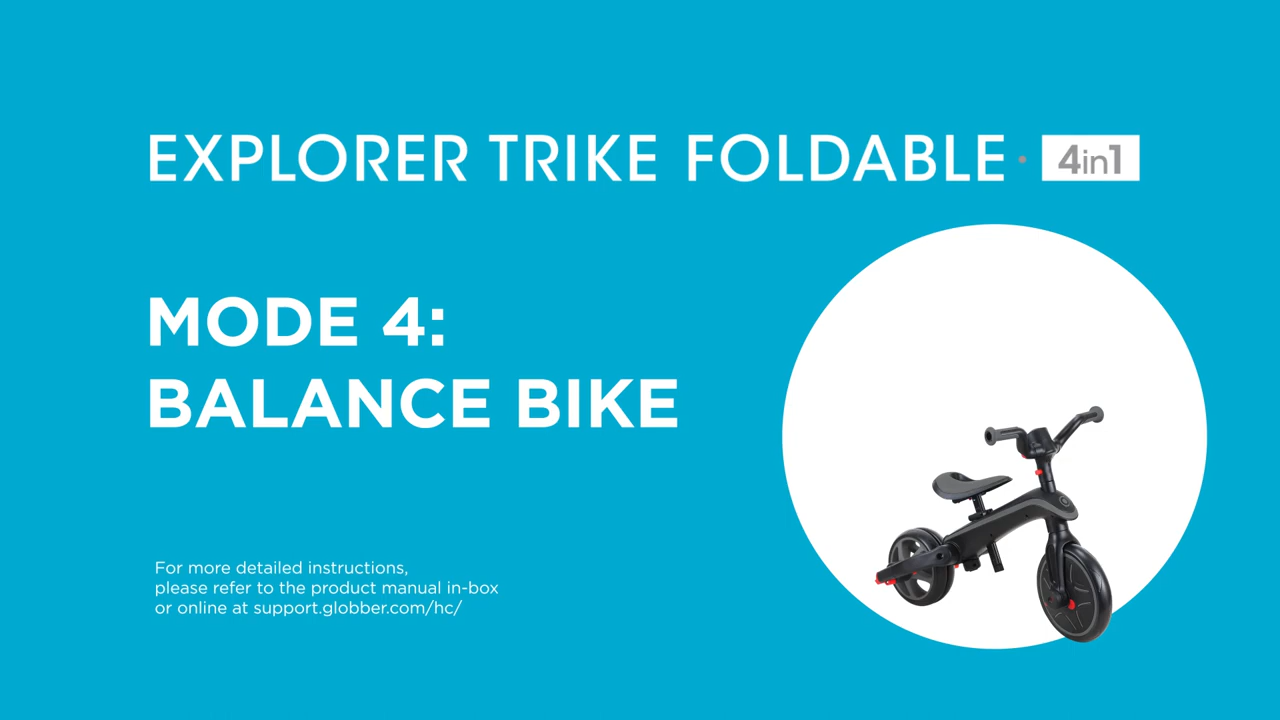 EXPLORER TRIKE FOLDABLE • 4in1
MODE 4:
BALANCE BIKE
For more detailed instructions,
please refer to the product manual in-box
or online at support.globber.com/hc/